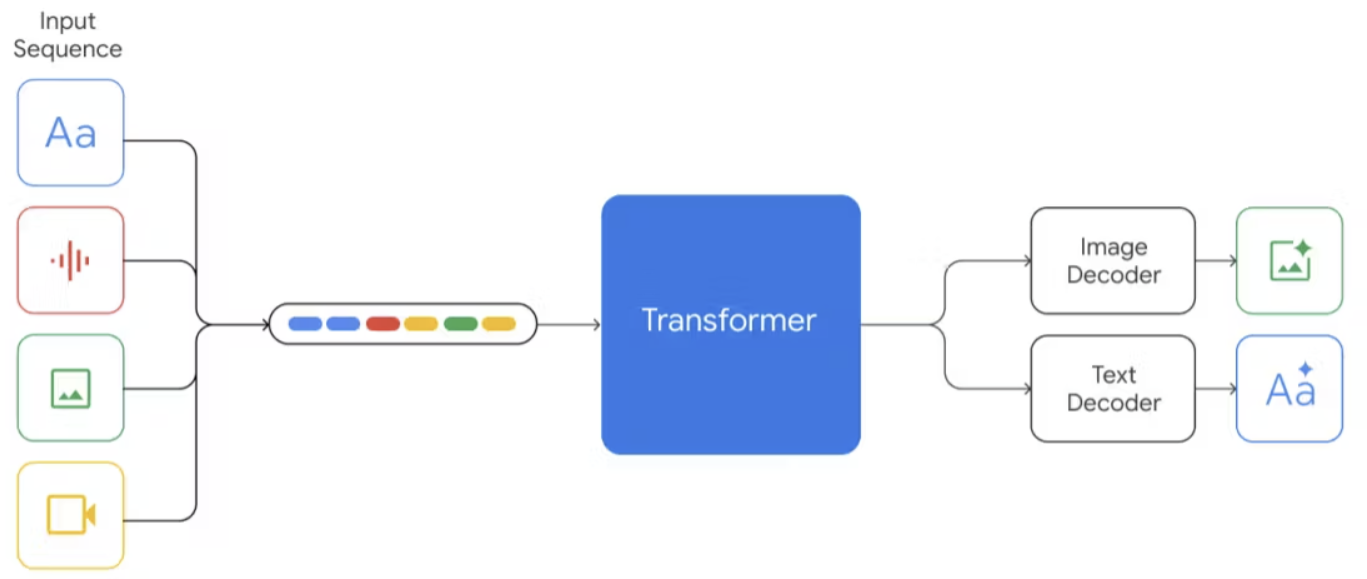 Input
Sequence
Aa
Transformer
Image
Decoder
Text
Decoder
Aa